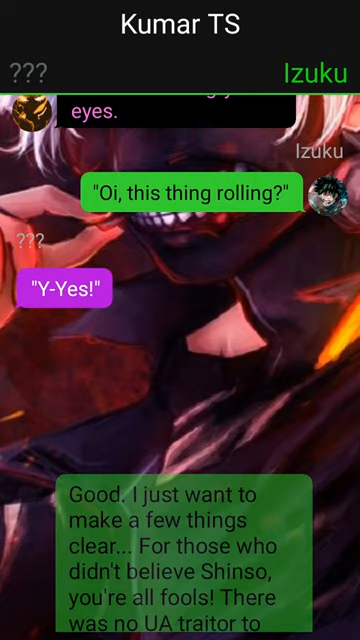 Kumar TS
??? Izuku
eyes.
Izuku
"Oi, this thing rolling?"
???
"Y-Yes!"
Good. I just want to
make a few things
clear... For those who
didn't believe Shinso,
you're all fools! There
was no UA traitor to